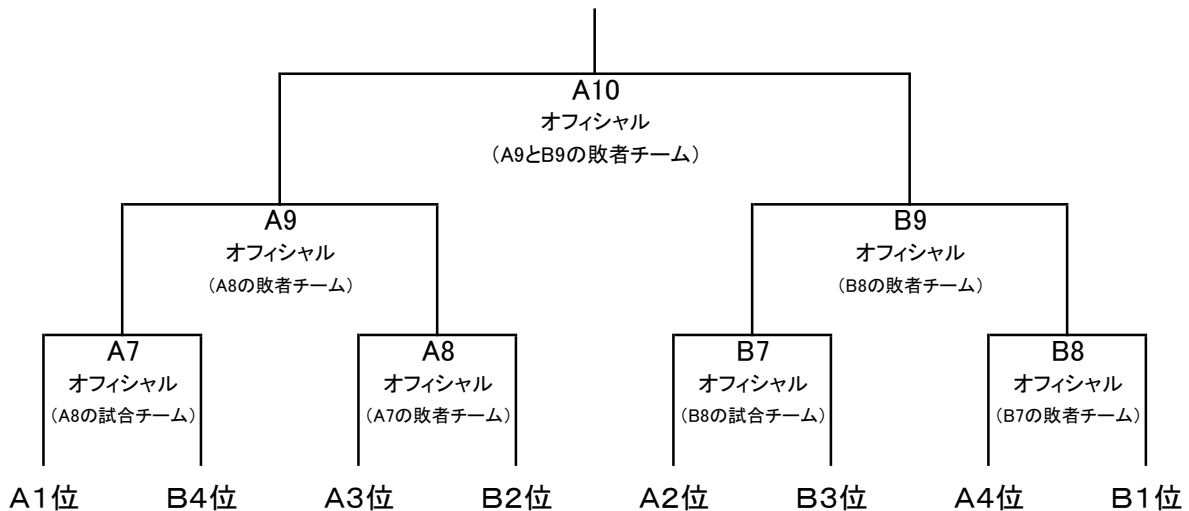 A10
オフィシャル
(A9とB9の敗者チーム)
A9
オフィシャル
(A8の敗者チーム)
B9
オフィシャル
(B8の敗者チーム)
A7
オフィシャル
(A8の試合チーム)
A8
オフィシャル
(A7の敗者チーム)
B7
オフィシャル
(B8の試合チーム)
B8
オフィシャル
(B7の敗者チーム)
A1位
B4位
A3位
B2位
A2位
B3位
A4位
B1位